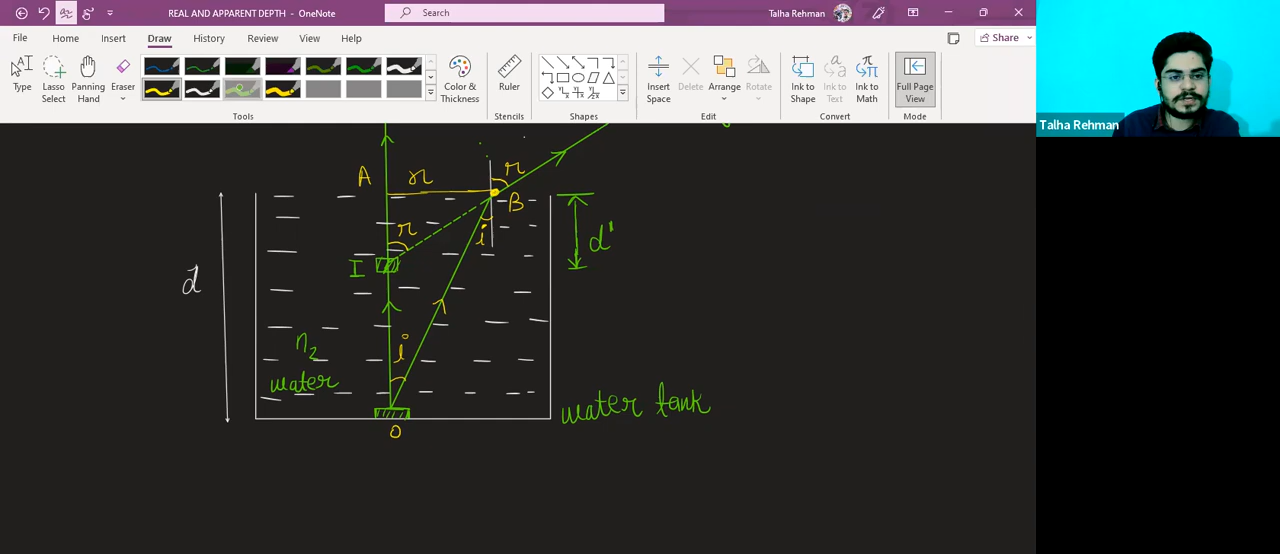 REAL AND APPARENT DEPTH - OneNote
Search
Talha Rehman
File
Home
Insert
Draw
History
Review
View
Help
Share
Type
Lasso Select
Panning Hand
Eraser
Color & Thickness
Ruler
Insert Space
Delete
Arrange
Rotate
Ink to Shape
Ink to Text
Ink to Math
Full Page View
Tools
Stencils
Shapes
Edit
Convert
Mode
Talha Rehman
A
r
B
r
i
d'
I
d
n₂
i
water
water tank
O